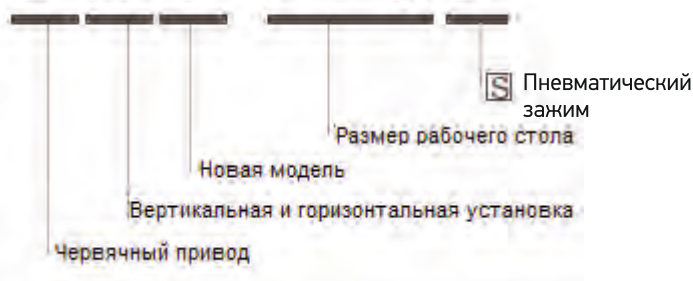 S Пневматический
зажим
Размер рабочего стола
Новая модель
Вертикальная и горизонтальная установка
Червячный привод